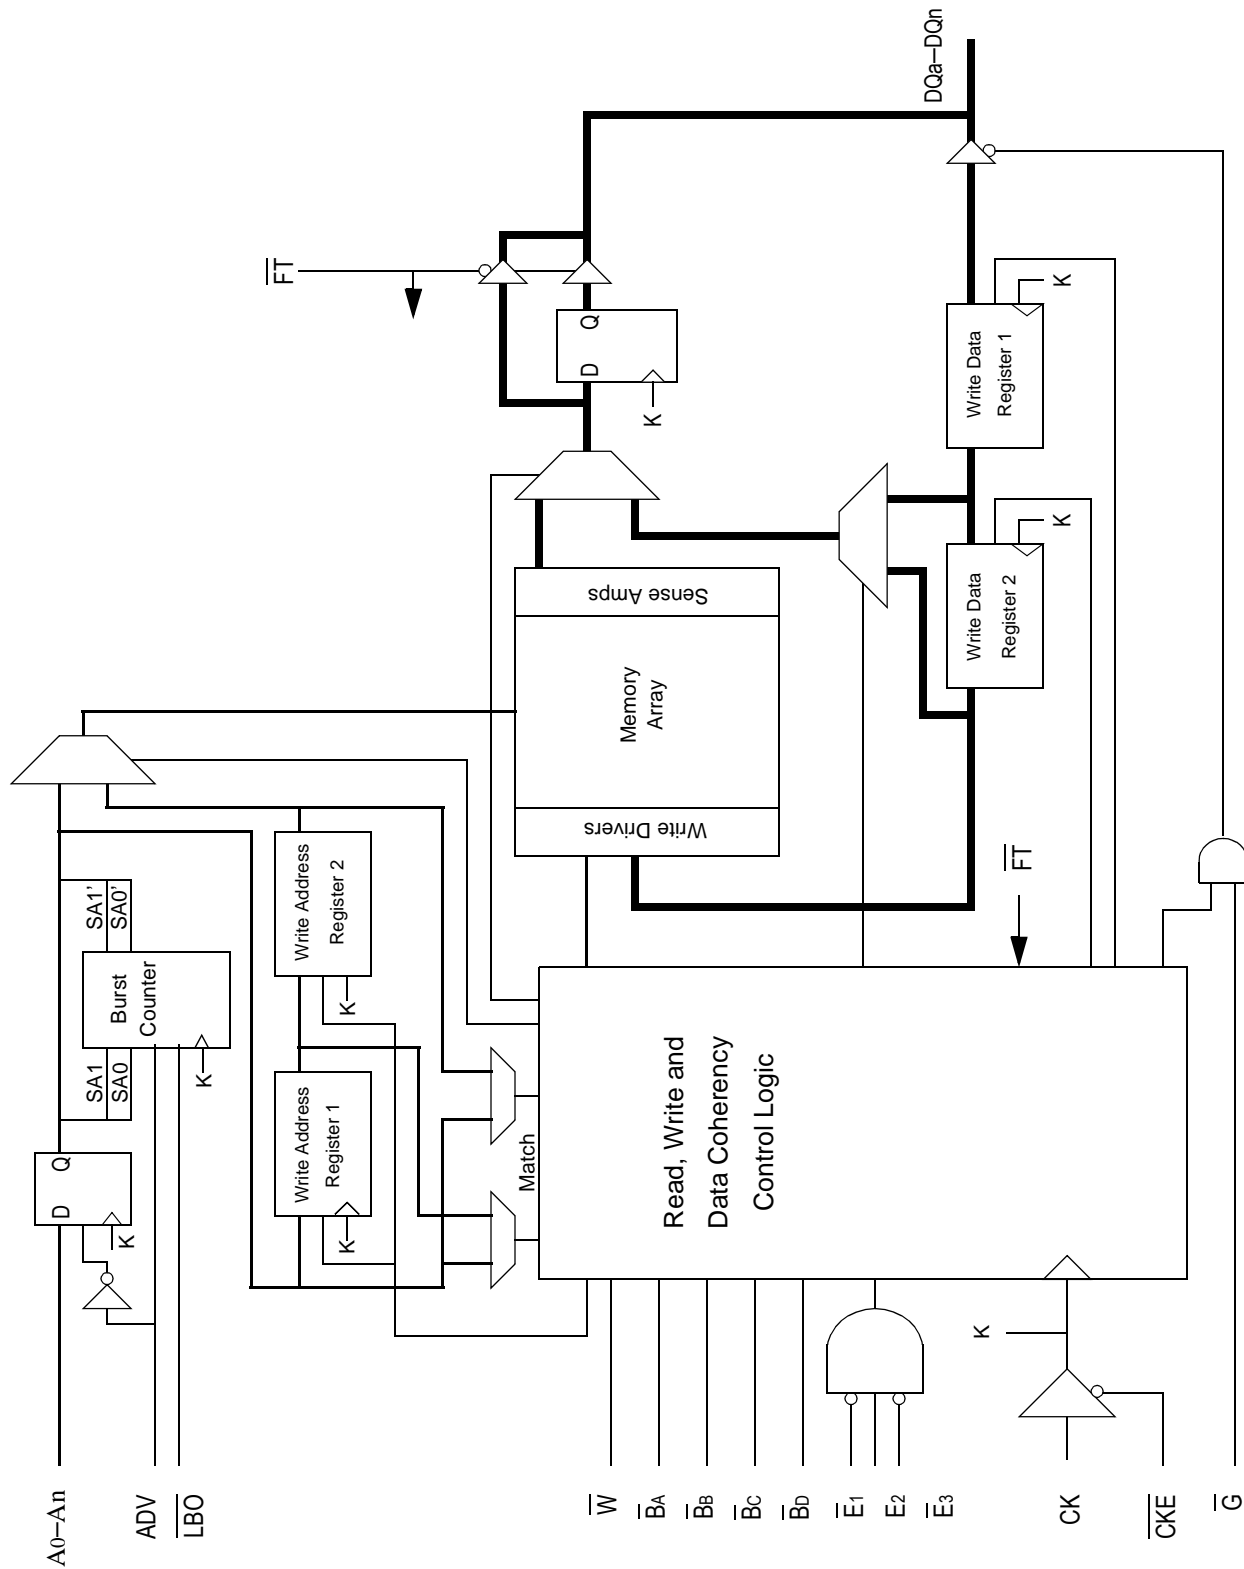 A0–An
ADV
LBO
W
BA
BB
BC
BD
E1
E2
E3
CK
CKE
G
D Q
K
SA1
SA0
Burst
Counter
K
SA1'
SA0'
Write Address
Register 1
K
Write Address
Register 2
K
Match
Read, Write and
Data Coherency
Control Logic
K
FT
Write Drivers
Memory
Array
Sense Amps
D Q
K
FT
Write Data
Register 2
K
Write Data
Register 1
K
DQa–DQn